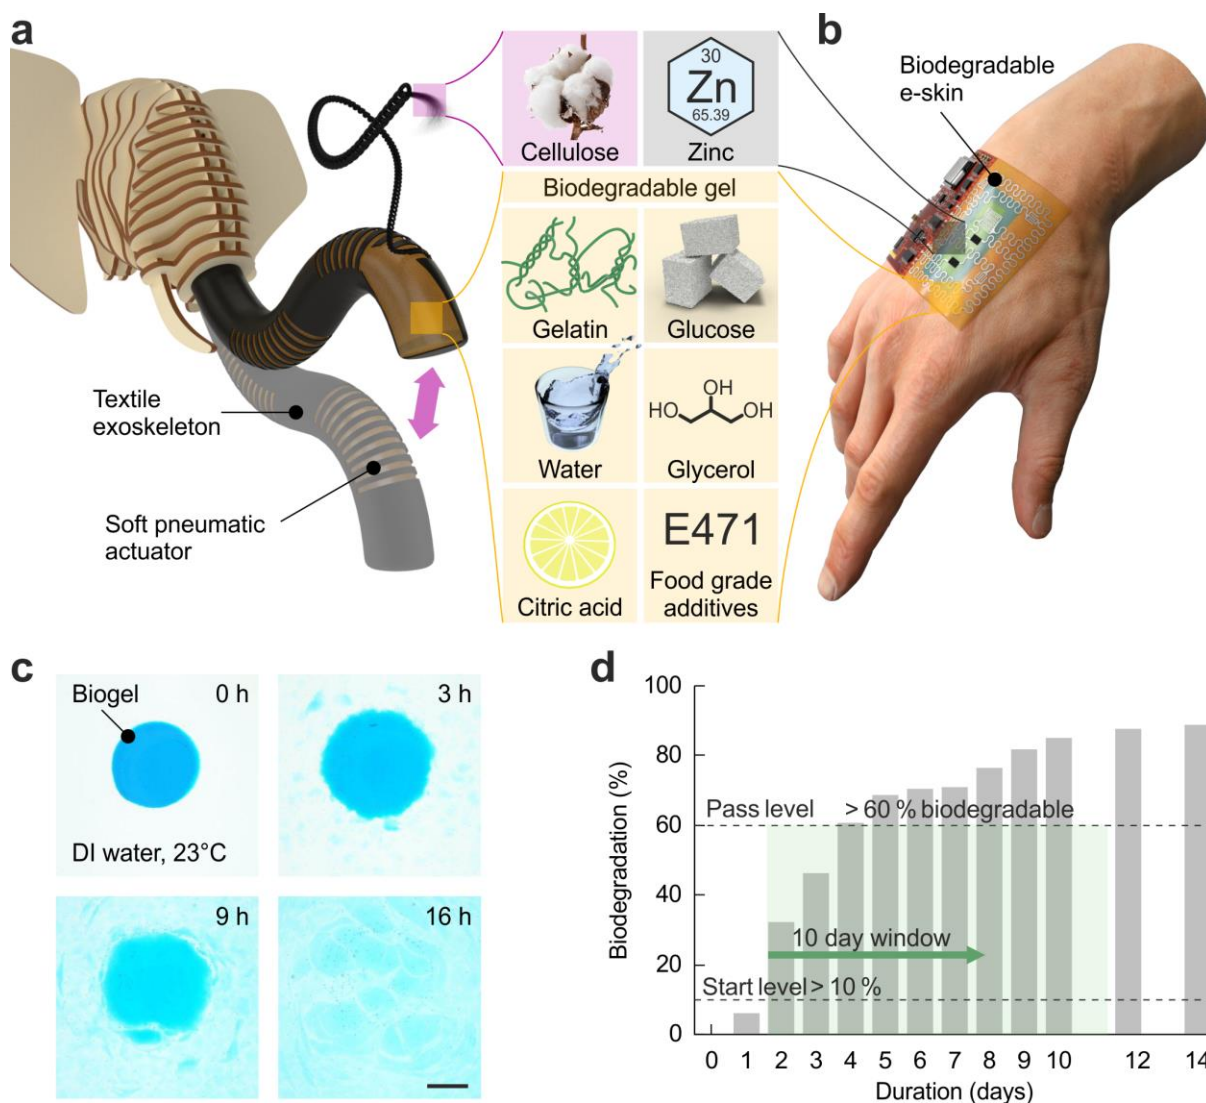 a
Cellulose
30
Zn
65.39
Zinc
Biodegradable gel
Gelatin
Glucose
Water
OH
HO
OH
Glycerol
Citric acid
E471
Food grade
additives
Textile
exoskeleton
Soft pneumatic
actuator
b
Biodegradable
e-skin
c
Biogel
0 h
DI water, 23°C
3 h
9 h
16 h
d
Biodegradation (%)
100
80
60
40
20
0
Pass level > 60 % biodegradable
10 day window
Start level > 10 %
0 1 2 3 4 5 6 7 8 9 10 12 14
Duration (days)